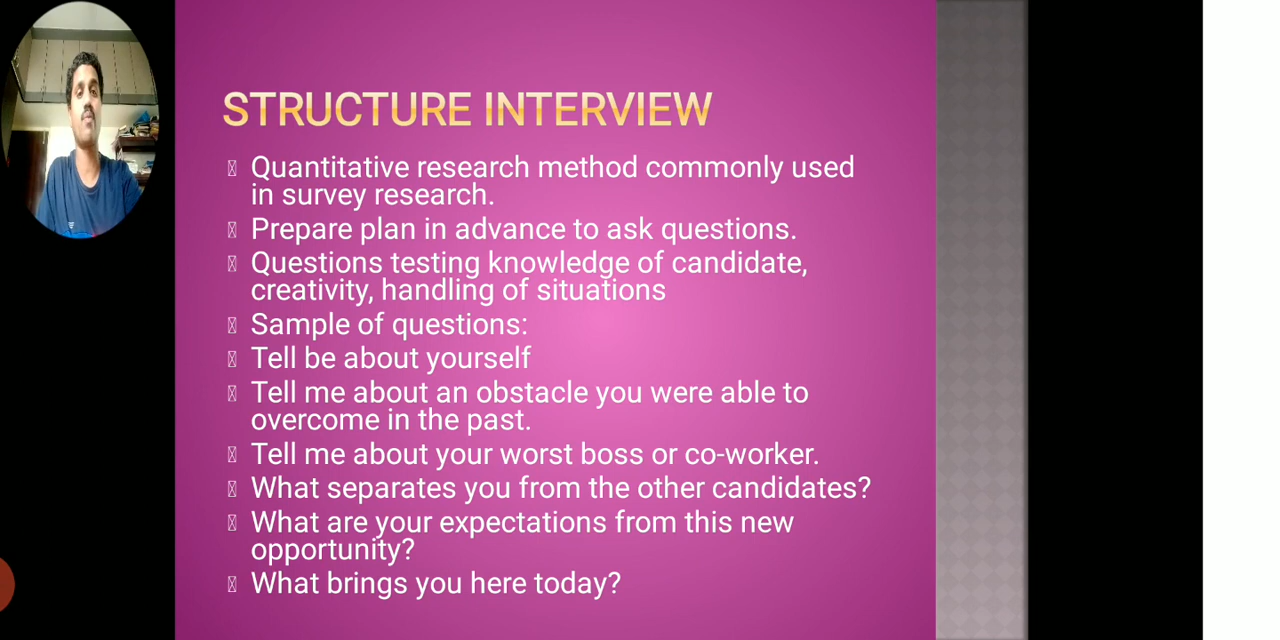 STRUCTURE INTERVIEW
Quantitative research method commonly used
in survey research.
Prepare plan in advance to ask questions.
Questions testing knowledge of candidate,
creativity, handling of situations
Sample of questions:
Tell be about yourself
Tell me about an obstacle you were able to
overcome in the past.
Tell me about your worst boss or co-worker.
What separates you from the other candidates?
What are your expectations from this new
opportunity?
What brings you here today?